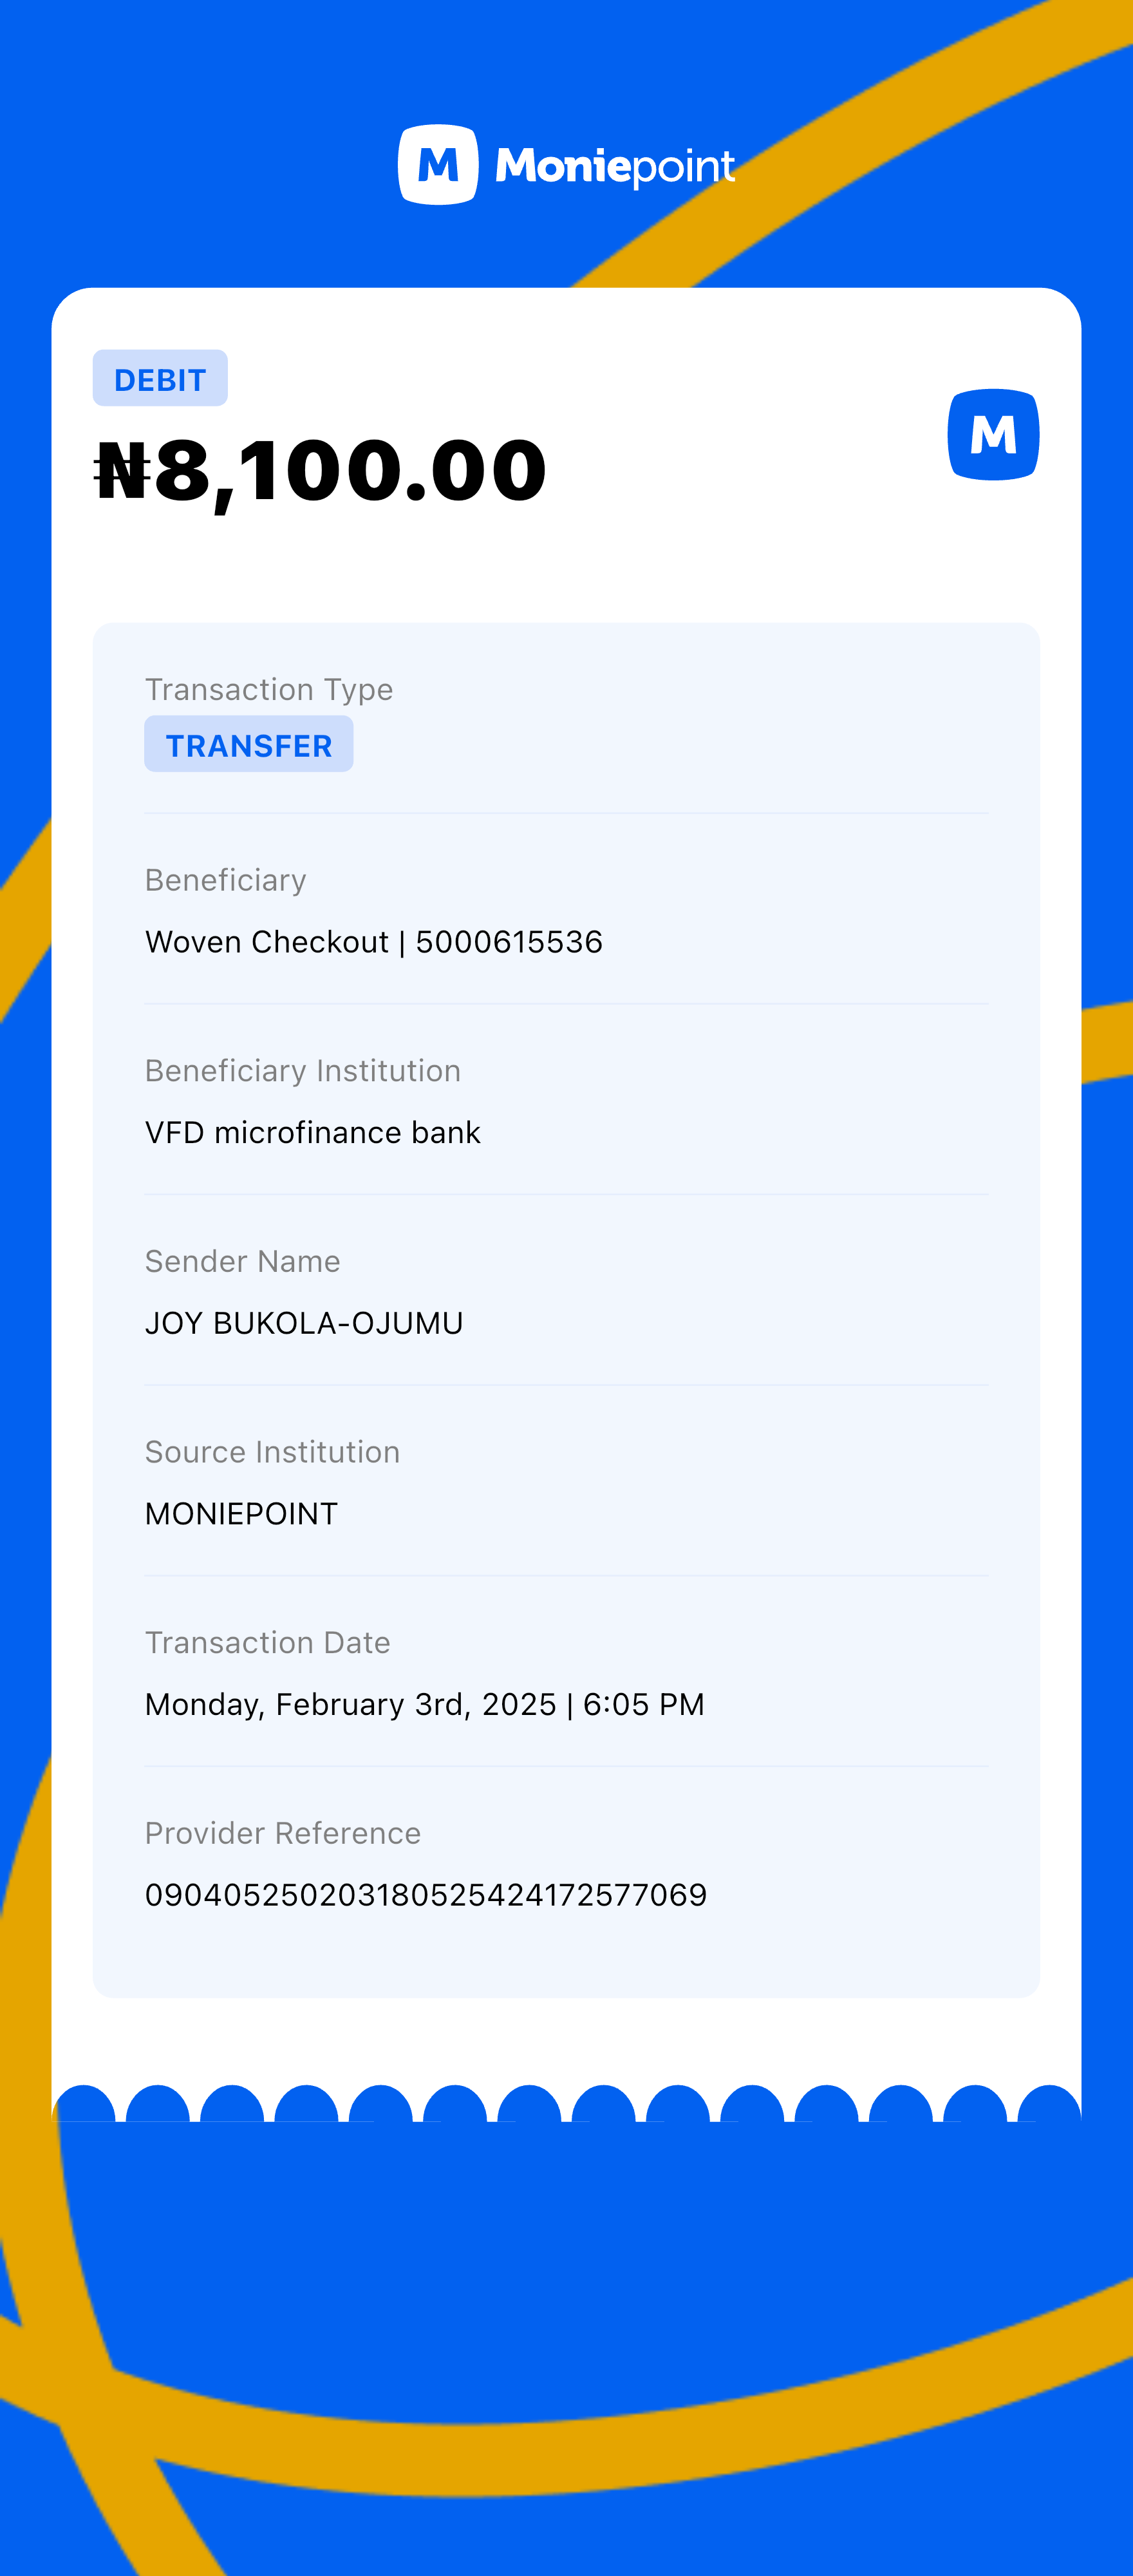 M Moniepoint
DEBIT
₦8,100.00
M
Transaction Type
TRANSFER
Beneficiary
Woven Checkout | 5000615536
Beneficiary Institution
VFD microfinance bank
Sender Name
JOY BUKOLA-OJUMU
Source Institution
MONIEPOINT
Transaction Date
Monday, February 3rd, 2025 | 6:05 PM
Provider Reference
090405250203180525424172577069